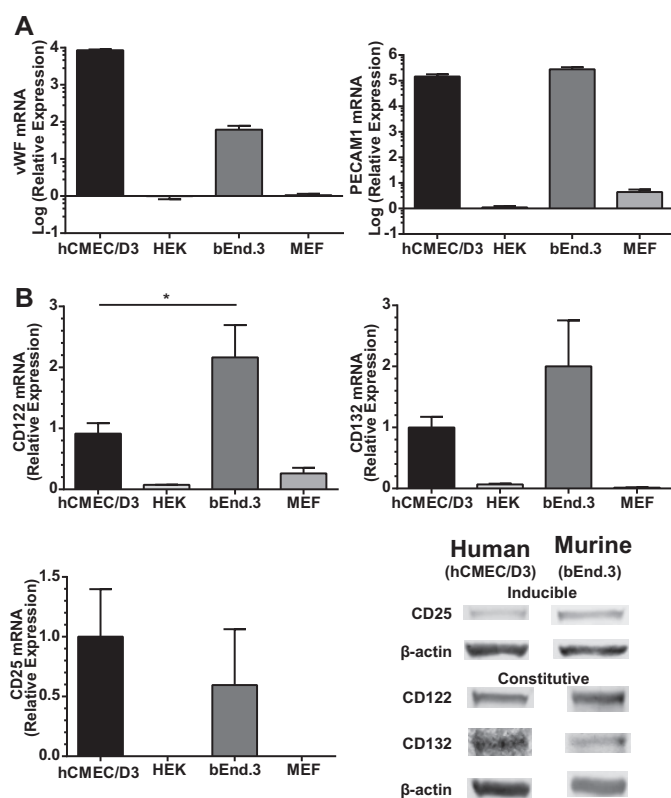 A
vWF mRNA
Log (Relative Expression)
4
3
2
1
0
-1
hCMEC/D3 HEK bEnd.3 MEF
PECAM1 mRNA
Log (Relative Expression)
6
5
4
3
2
1
0
-1
hCMEC/D3 HEK bEnd.3 MEF
B
CD122 mRNA
(Relative Expression)
3
2
1
0
*
hCMEC/D3 HEK bEnd.3 MEF
CD132 mRNA
(Relative Expression)
3
2
1
0
hCMEC/D3 HEK bEnd.3 MEF
CD25 mRNA
(Relative Expression)
1.5
1.0
0.5
0.0
hCMEC/D3 HEK bEnd.3 MEF
Human Murine
(hCMEC/D3) (bEnd.3)
Inducible
CD25
β-actin
Constitutive
CD122
CD132
β-actin